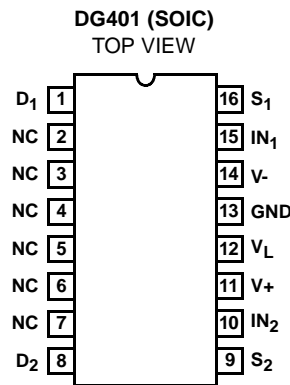 DG401 (SOIC)
TOP VIEW
D1 1 16 S1
NC 2 15 IN1
NC 3 14 V-
NC 4 13 GND
NC 5 12 VL
NC 6 11 V+
NC 7 10 IN2
D2 8 9 S2